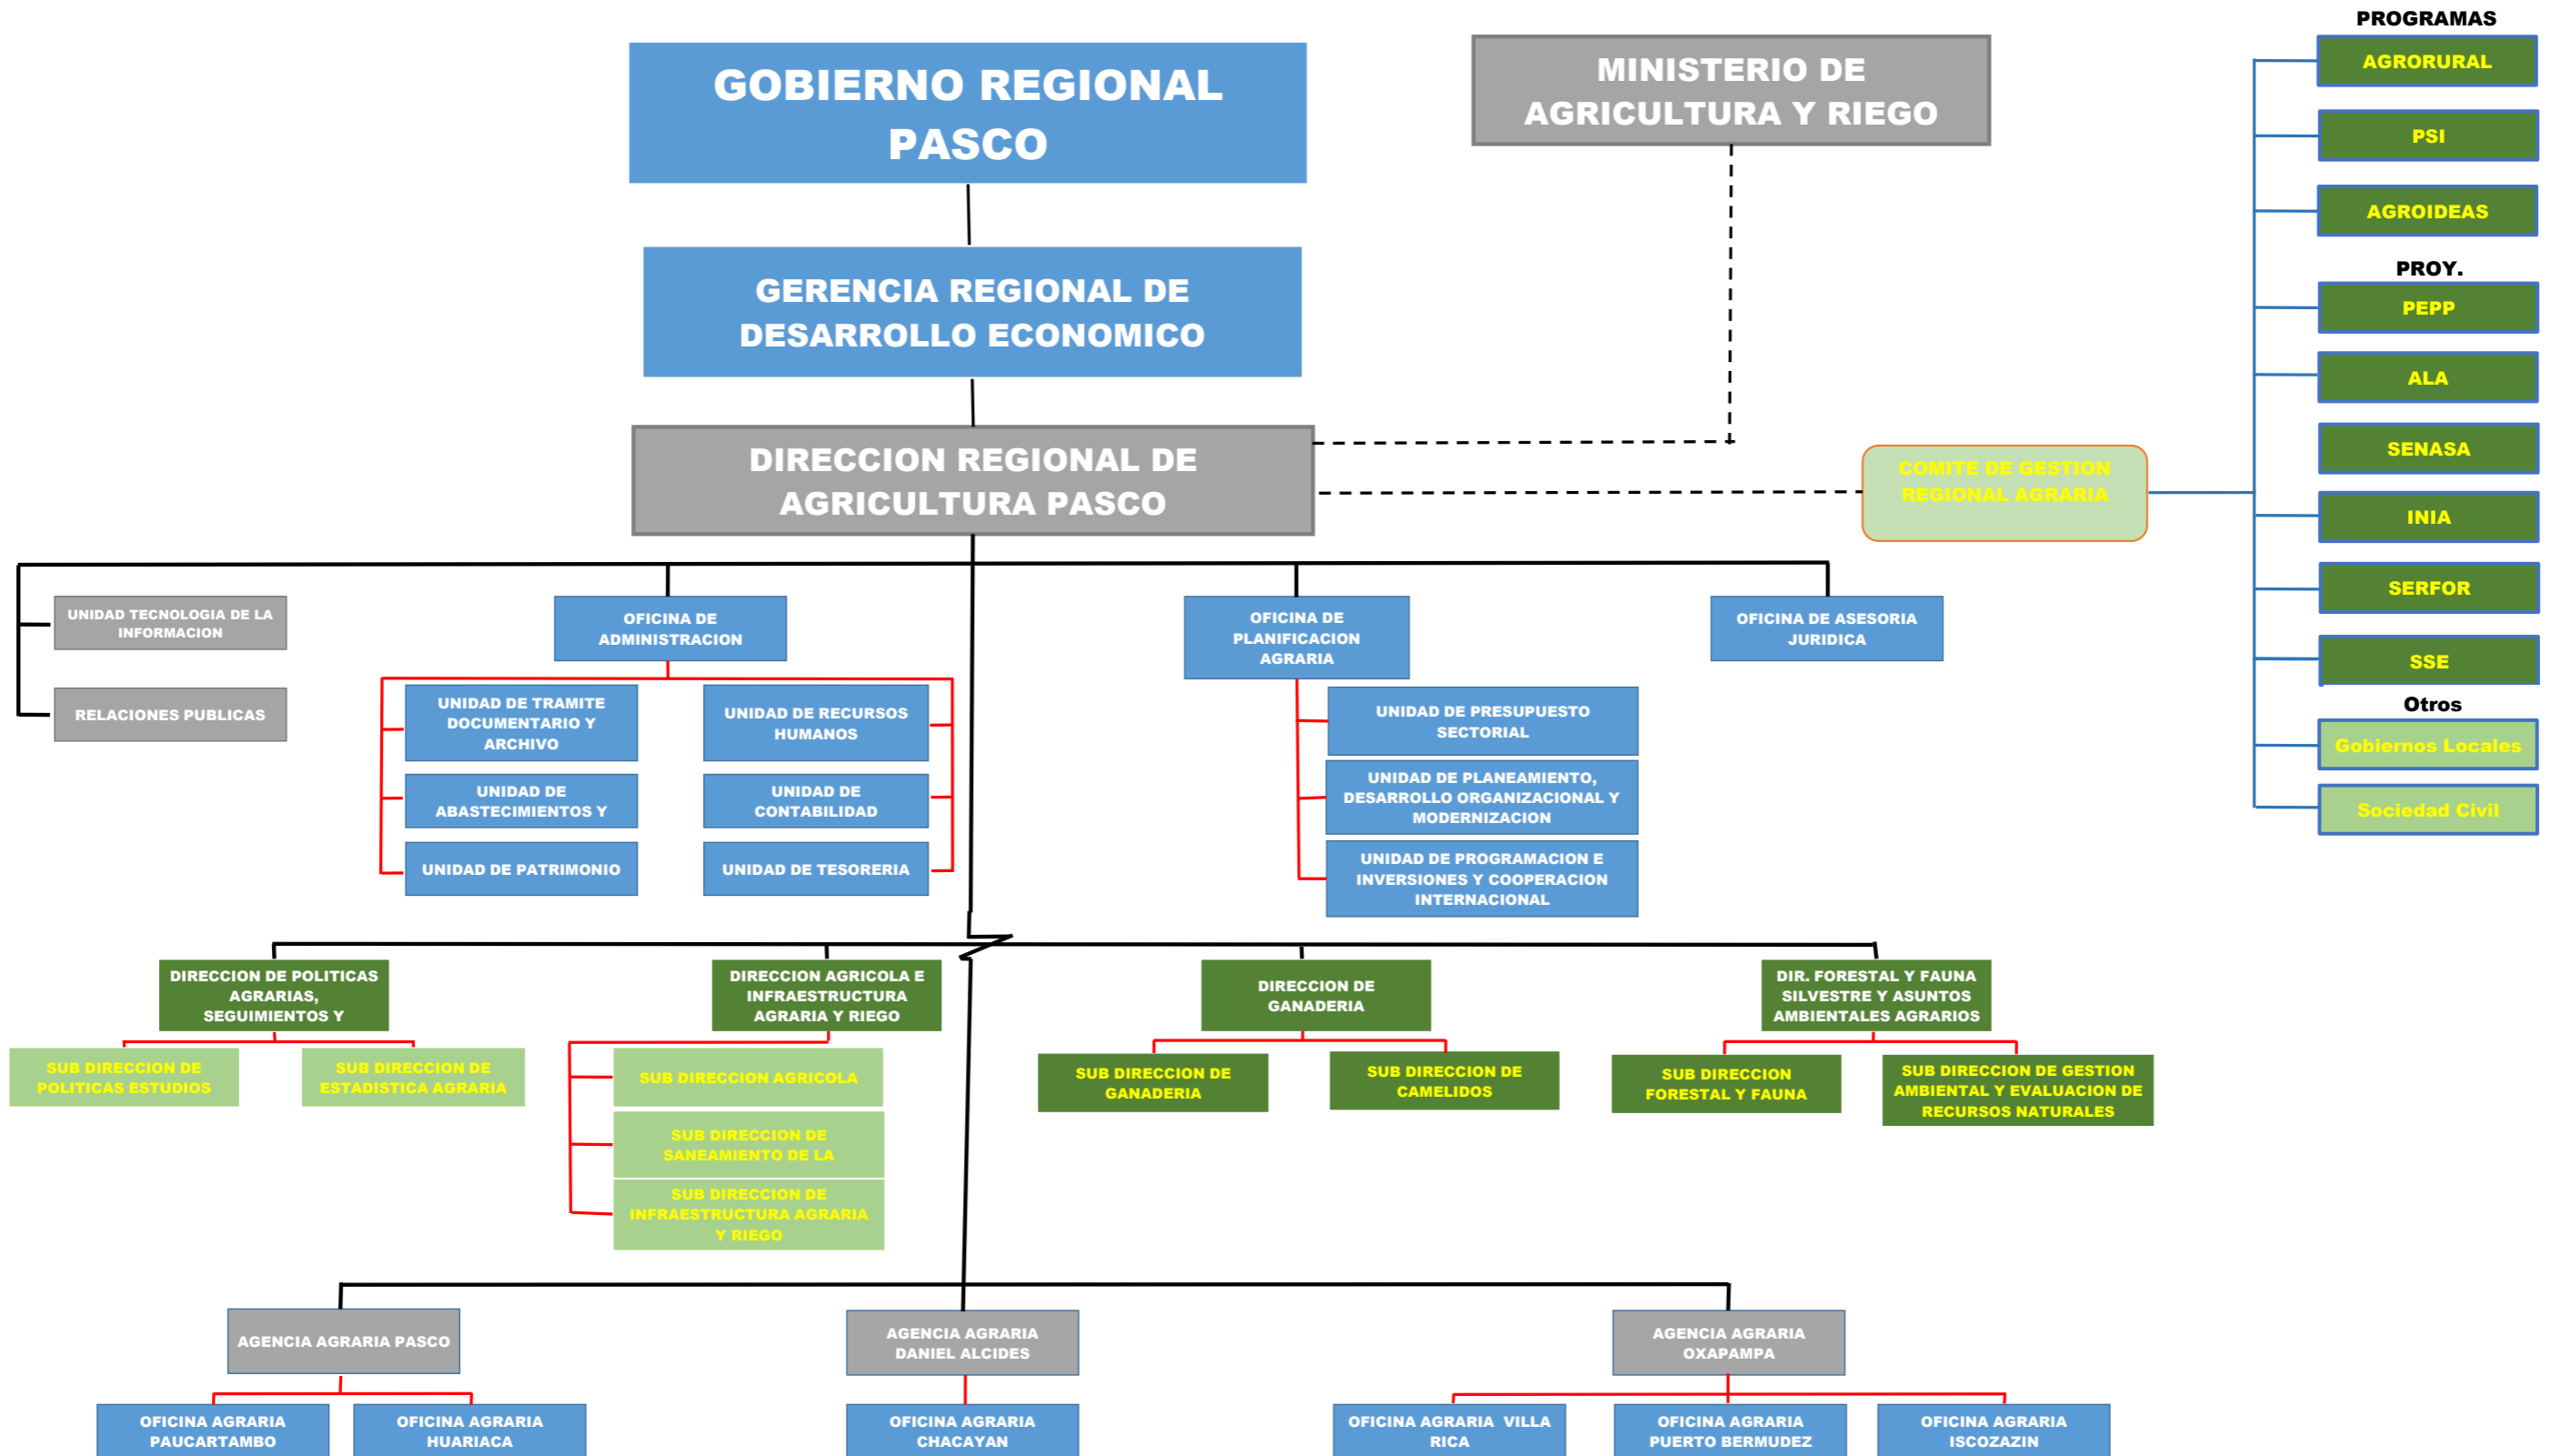 GOBIERNO REGIONAL
PASCO
MINISTERIO DE
AGRICULTURA Y RIEGO
GERENCIA REGIONAL DE
DESARROLLO ECONOMICO
DIRECCION REGIONAL DE
AGRICULTURA PASCO
COMITE DE GESTION
REGIONAL AGRARIA
PROGRAMAS
AGRORURAL
PSI
AGROIDEAS
PROY.
PEPP
ALA
SENASA
INIA
SERFOR
SSE
Otros
Gobiernos Locales
Sociedad Civil
UNIDAD TECNOLOGIA DE LA
INFORMACION
RELACIONES PUBLICAS
OFICINA DE
ADMINISTRACION
UNIDAD DE TRAMITE
DOCUMENTARIO Y
ARCHIVO
UNIDAD DE RECURSOS
HUMANOS
UNIDAD DE
ABASTECIMIENTOS Y
UNIDAD DE
CONTABILIDAD
UNIDAD DE PATRIMONIO
UNIDAD DE TESORERIA
OFICINA DE
PLANIFICACION
AGRARIA
UNIDAD DE PRESUPUESTO
SECTORIAL
UNIDAD DE PLANEAMIENTO,
DESARROLLO ORGANIZACIONAL Y
MODERNIZACION
UNIDAD DE PROGRAMACION E
INVERSIONES Y COOPERACION
INTERNACIONAL
OFICINA DE ASESORIA
JURIDICA
DIRECCION DE POLITICAS
AGRARIAS,
SEGUIMIENTOS Y
SUB DIRECCION DE
POLITICAS ESTUDIOS
SUB DIRECCION DE
ESTADISTICA AGRARIA
DIRECCION AGRICOLA E
INFRAESTRUCTURA
AGRARIA Y RIEGO
SUB DIRECCION AGRICOLA
SUB DIRECCION DE
SANEAMIENTO DE LA
SUB DIRECCION DE
INFRAESTRUCTURA AGRARIA
Y RIEGO
DIRECCION DE
GANADERIA
SUB DIRECCION DE
GANADERIA
SUB DIRECCION DE
CAMELIDOS
DIR. FORESTAL Y FAUNA
SILVESTRE Y ASUNTOS
AMBIENTALES AGRARIOS
SUB DIRECCION
FORESTAL Y FAUNA
SUB DIRECCION DE GESTION
AMBIENTAL Y EVALUACION DE
RECURSOS NATURALES
AGENCIA AGRARIA PASCO
OFICINA AGRARIA
PAUCARTAMBO
OFICINA AGRARIA
HUARIACA
AGENCIA AGRARIA
DANIEL ALCIDES
OFICINA AGRARIA
CHACAYAN
AGENCIA AGRARIA
OXAPAMPA
OFICINA AGRARIA  VILLA
RICA
OFICINA AGRARIA
PUERTO BERMUDEZ
OFICINA AGRARIA
ISCOZAZIN